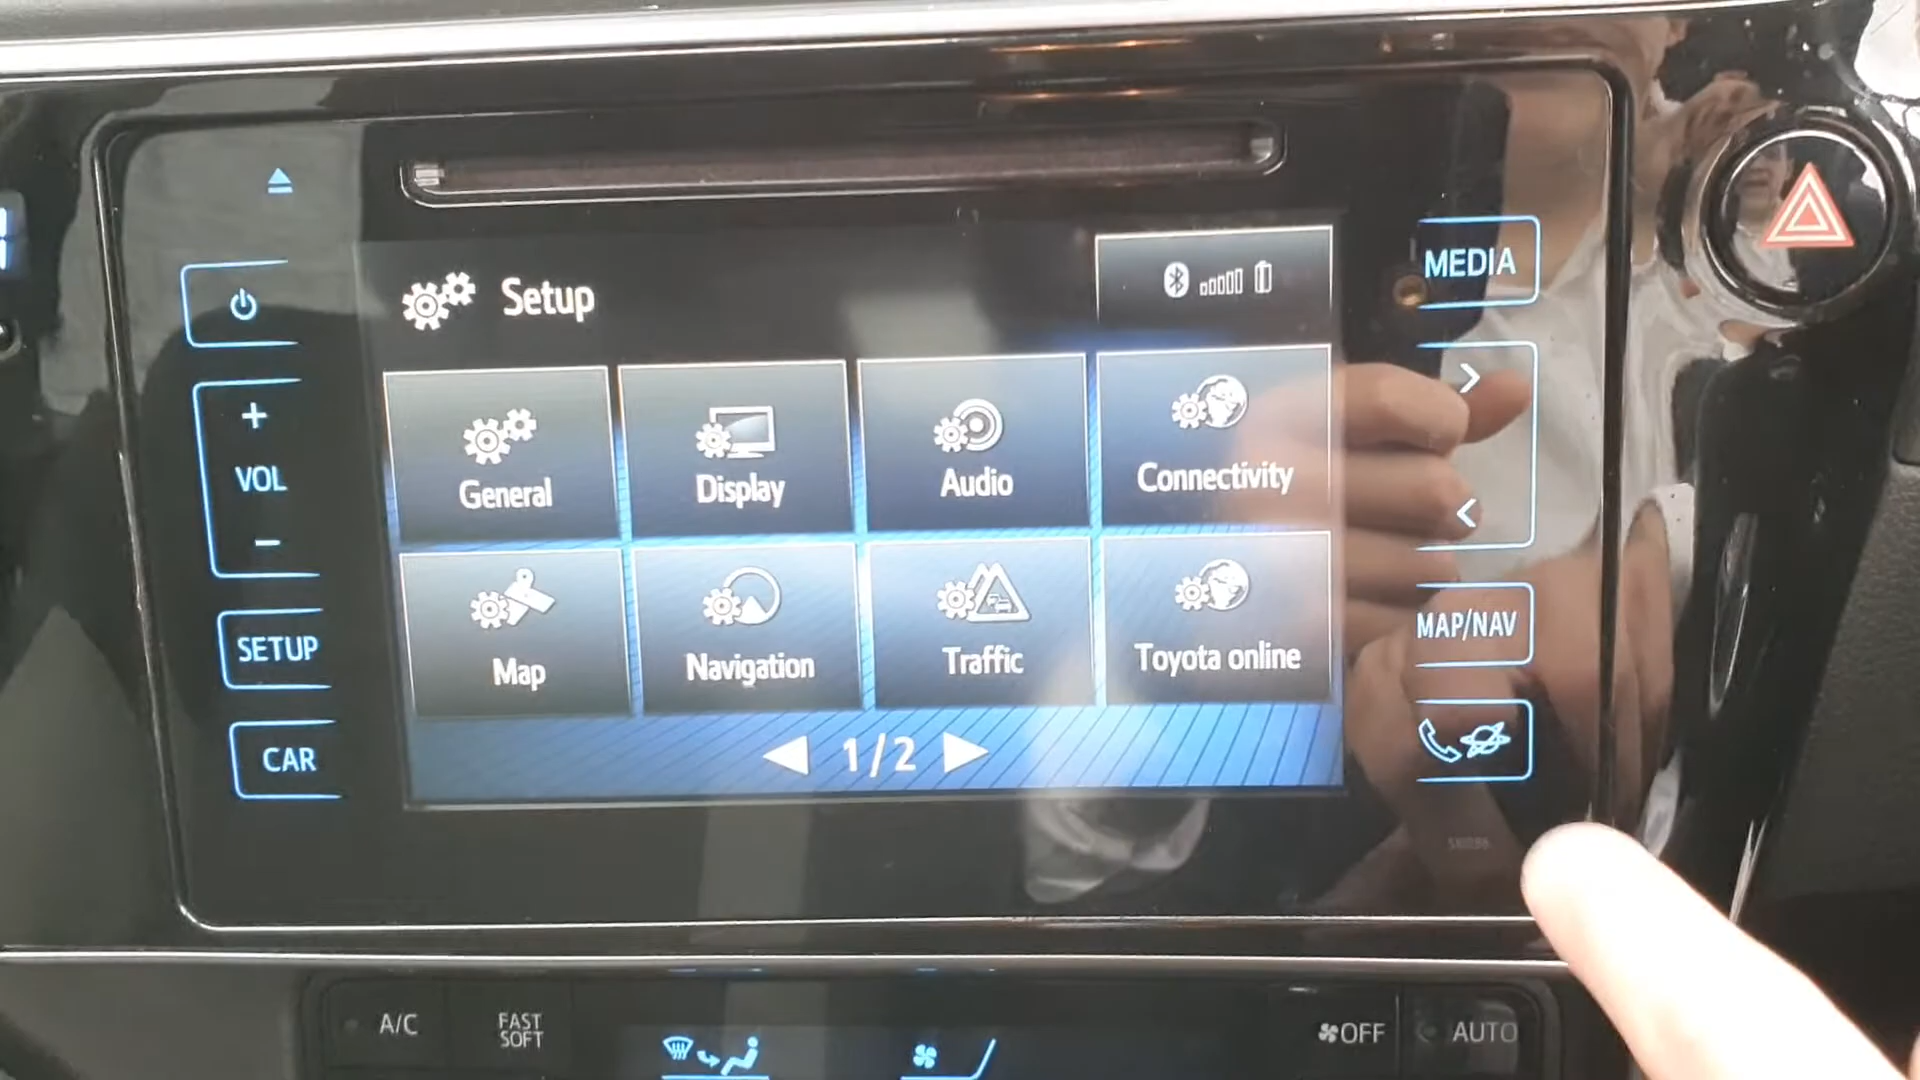 Setup
MEDIA
+
VOL
-
General
Display
Audio
Connectivity
>
<
SETUP
Map
Navigation
Traffic
Toyota online
MAP/NAV
CAR
1/2
A/C
FAST
SOFT
OFF
AUTO